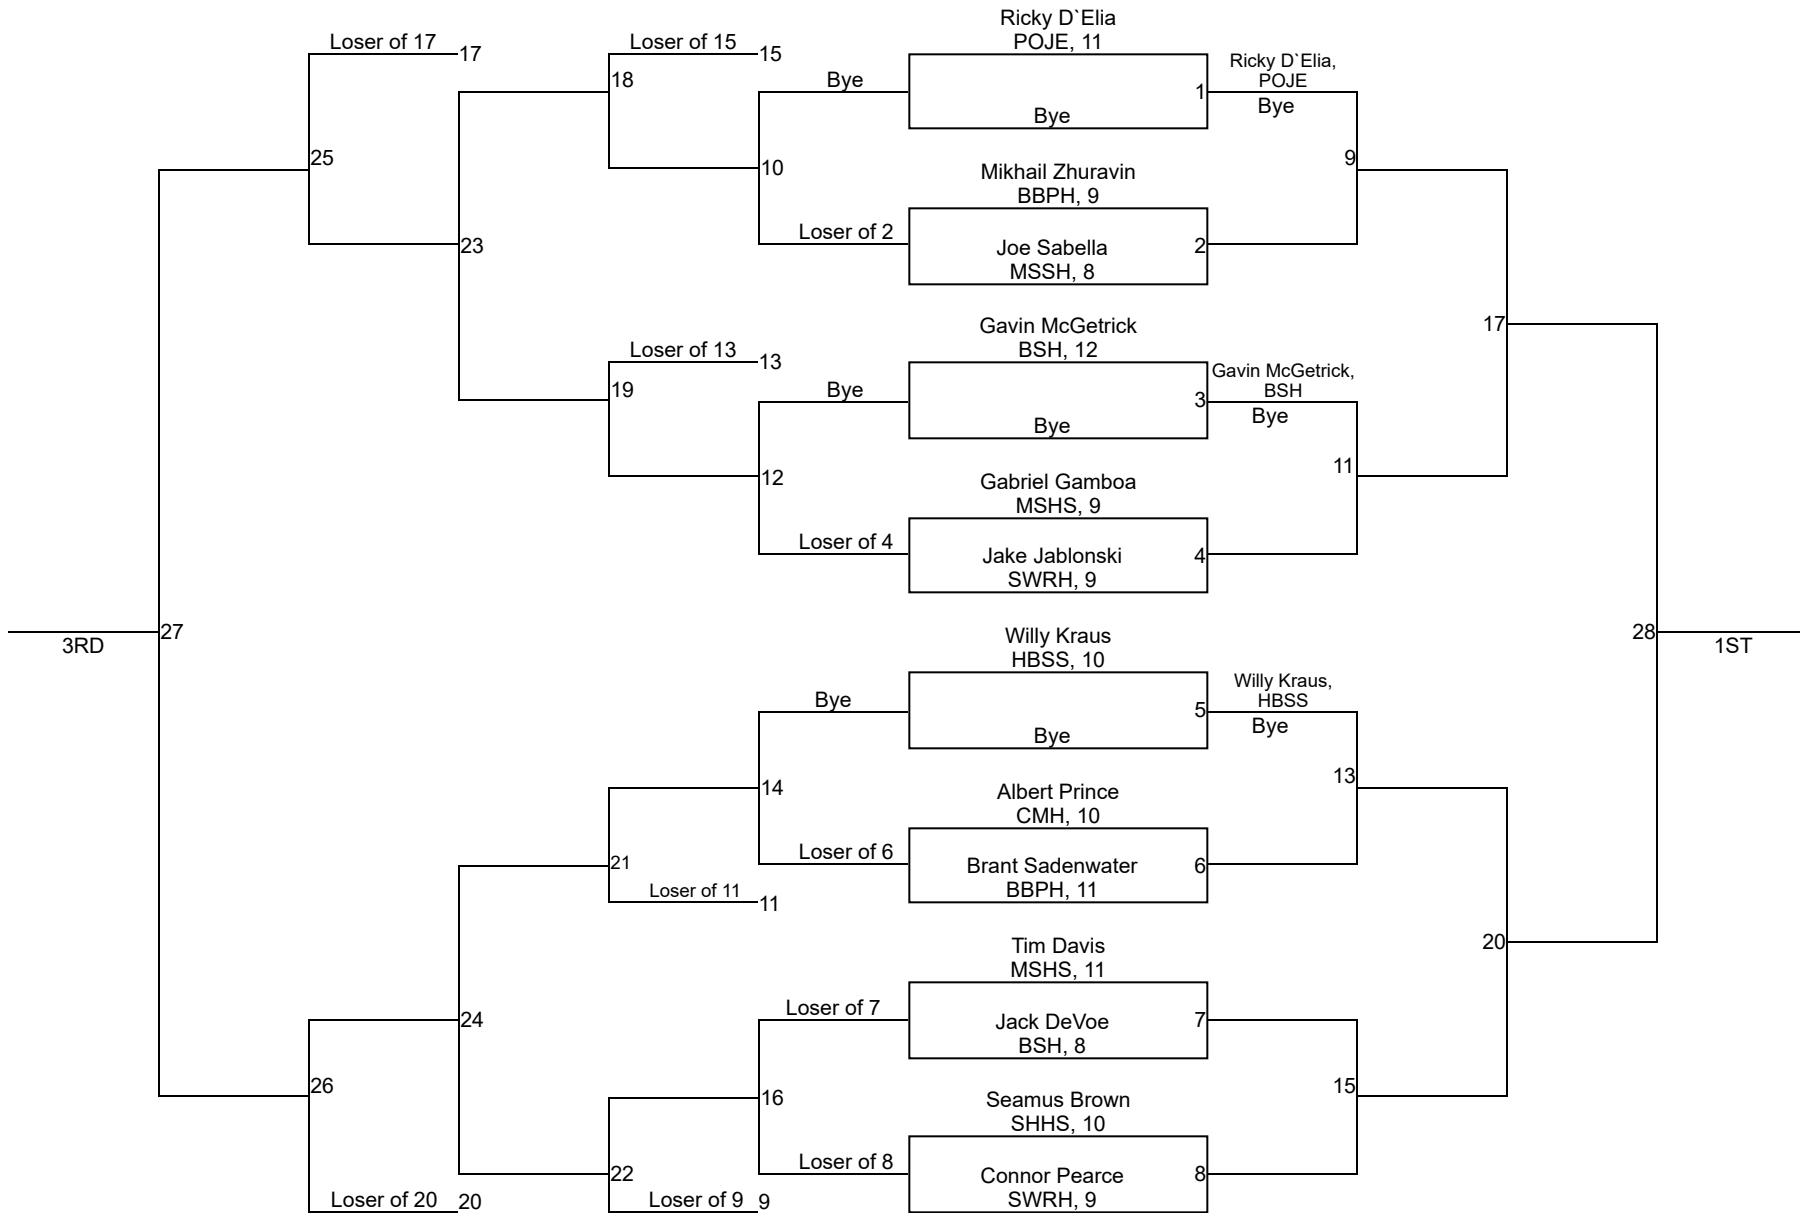 Ricky D`Elia
POJE, 11
Loser of 17
17
Loser of 15
15
Ricky D`Elia,
POJE
18
Bye
1
Bye
Bye
25
10
Mikhail Zhuravin
BBPH, 9
9
23
Loser of 2
Joe Sabella
MSSH, 8
2
Gavin McGetrick
BSH, 12
17
Loser of 13
13
Gavin McGetrick,
BSH
19
Bye
3
Bye
Bye
12
Gabriel Gamboa
MSHS, 9
11
Loser of 4
Jake Jablonski
SWRH, 9
4
3RD
27
Willy Kraus
HBSS, 10
28
1ST
Willy Kraus,
HBSS
Bye
5
Bye
Bye
14
Albert Prince
CMH, 10
13
21
Loser of 6
Brant Sadenwater
BBPH, 11
6
Loser of 11
11
Tim Davis
MSHS, 11
20
24
Loser of 7
Jack DeVoe
BSH, 8
7
26
16
Seamus Brown
SHHS, 10
15
22
Loser of 8
Connor Pearce
SWRH, 9
8
Loser of 20
20
Loser of 9
9